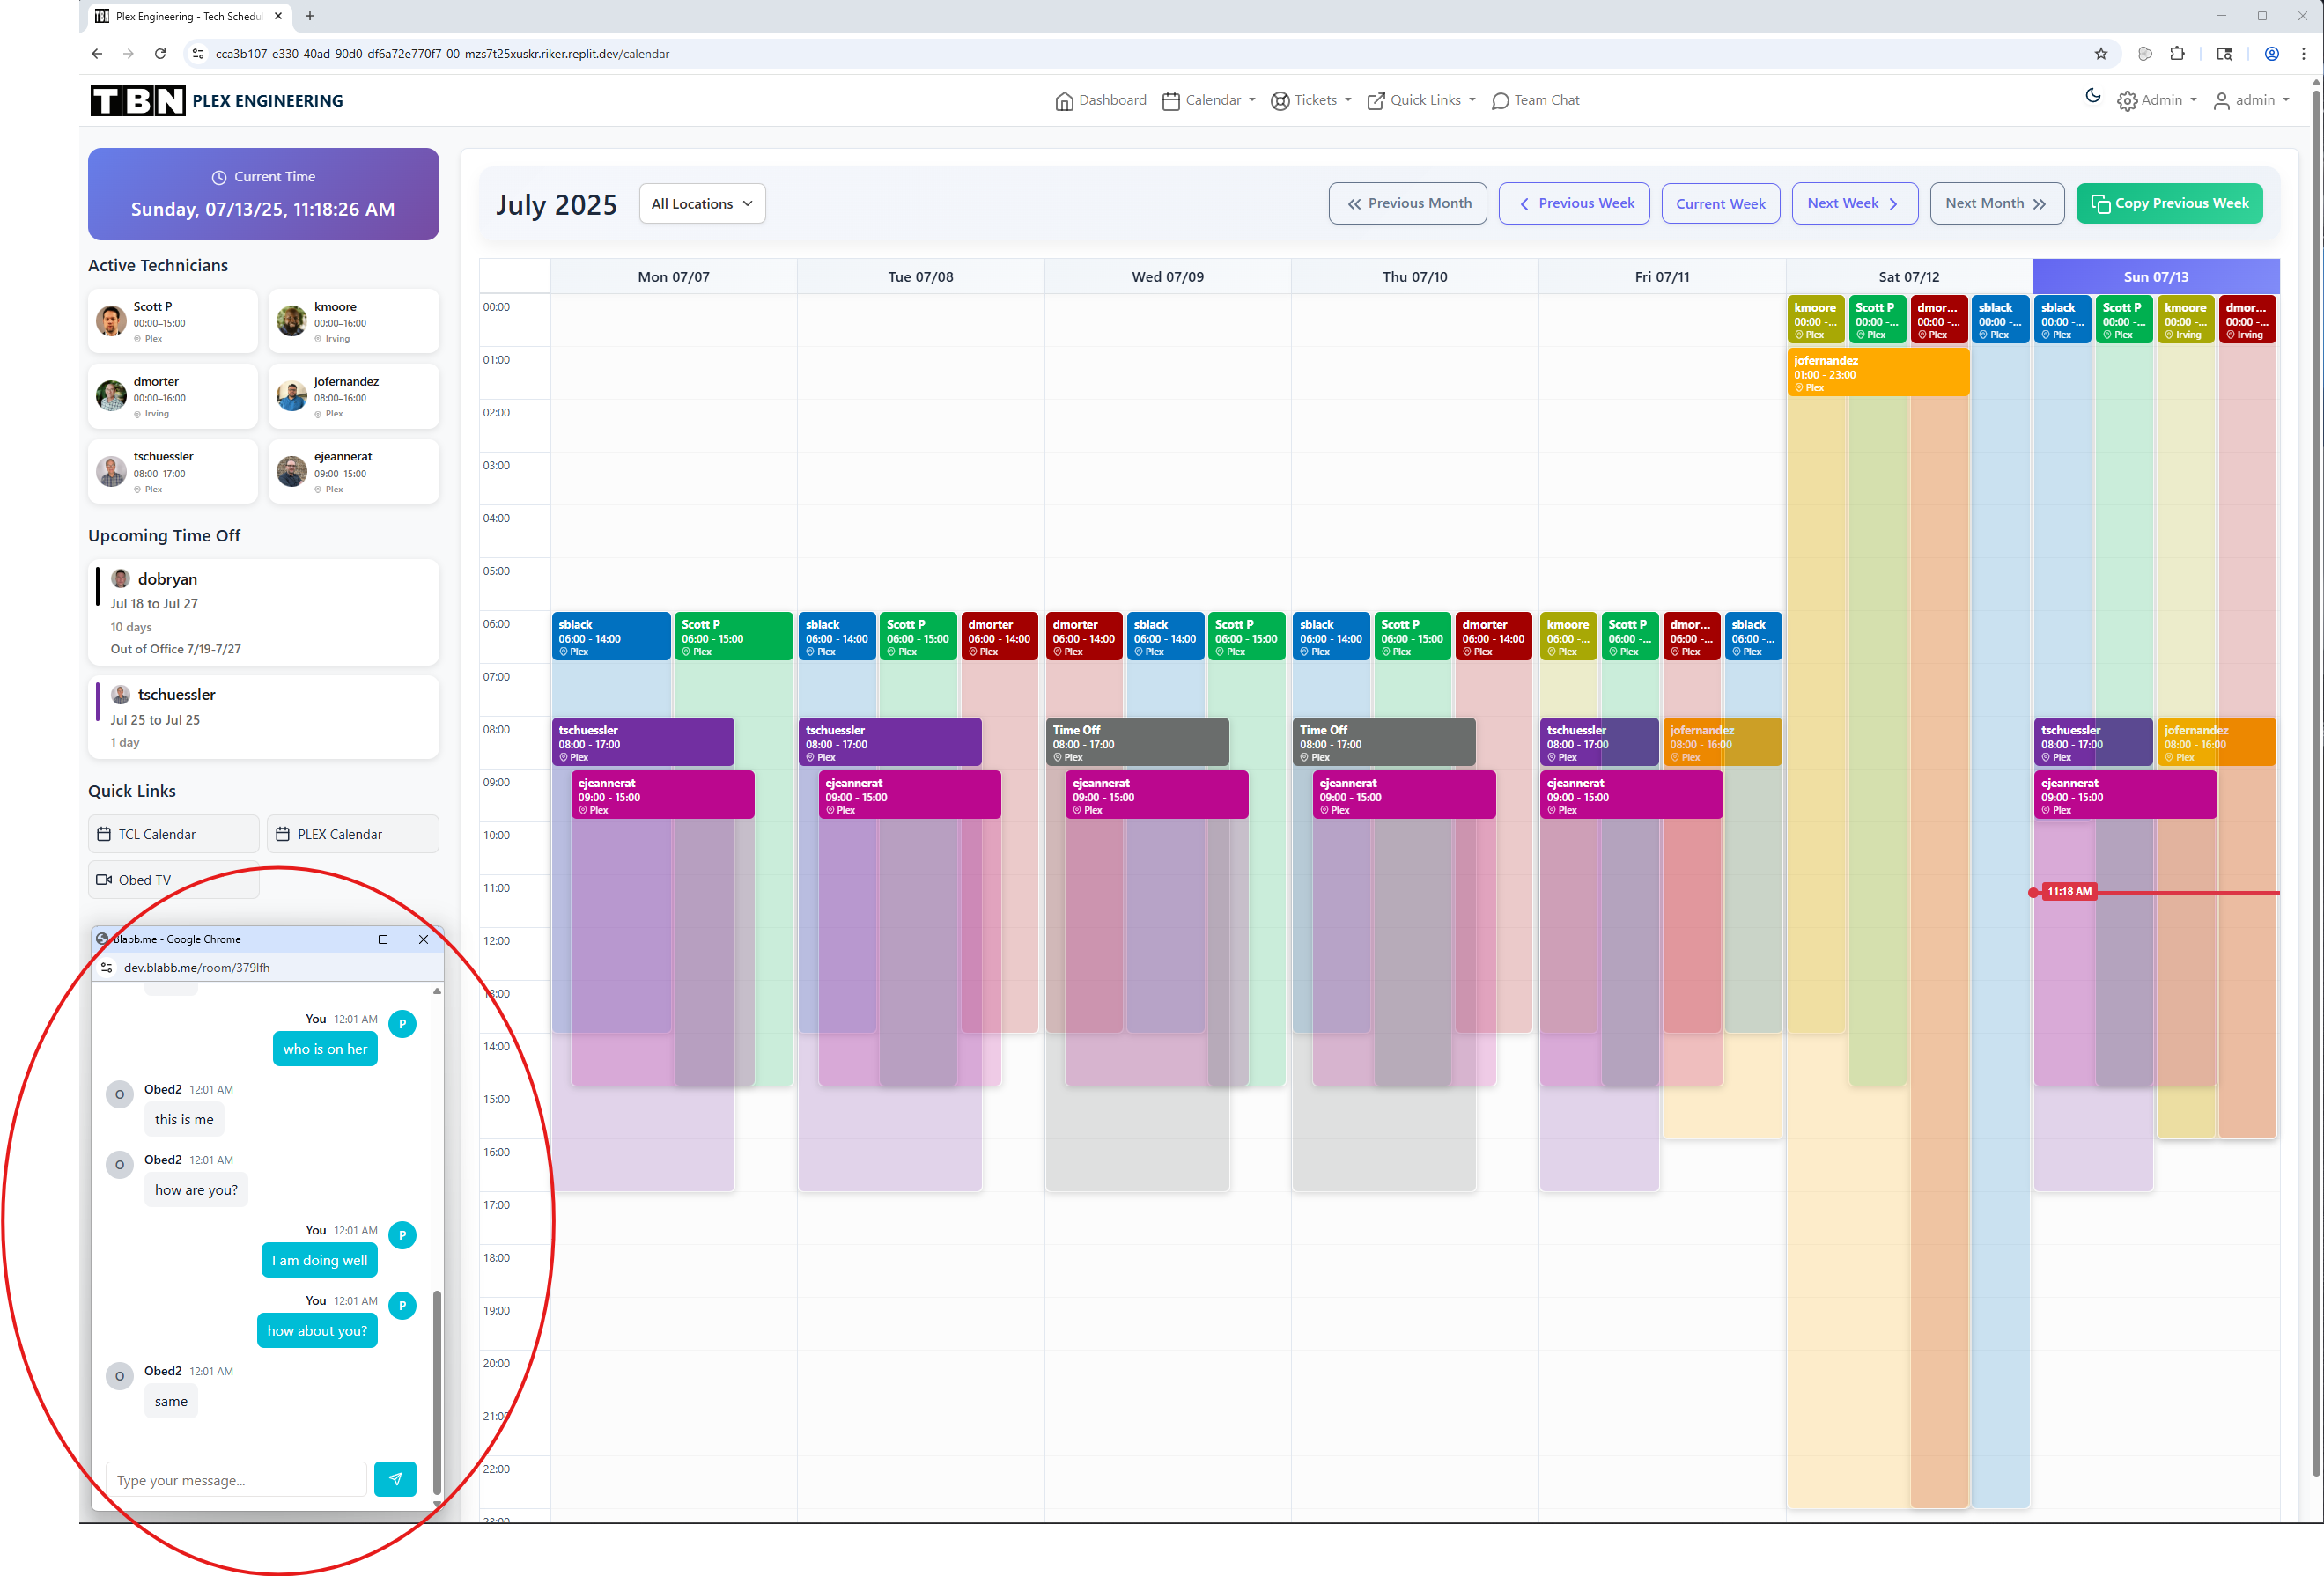 Plex Engineering - Tech Schedu
cca3b107-e330-40ad-90d0-df6a72e770f7-00-mzs7t25xuskr.riker.replit.dev/calendar
TBN PLEX ENGINEERING
Dashboard
Calendar
Tickets
Quick Links
Team Chat
Admin
admin
Current Time
Sunday, 07/13/25, 11:18:26 AM
Active Technicians
Scott P
00:00–15:00
Plex
kmoore
00:00–16:00
Irving
dmorter
00:00–16:00
Irving
jofernandez
08:00–16:00
Plex
tschuessler
08:00–17:00
Plex
ejeannerat
09:00–15:00
Plex
Upcoming Time Off
dobryan
Jul 18 to Jul 27
10 days
Out of Office 7/19-7/27
tschuessler
Jul 25 to Jul 25
1 day
Quick Links
TCL Calendar
PLEX Calendar
Obed TV
Blabb.me - Google Chrome
dev.blabb.me/room/379lfh
You 12:01 AM
P
who is on her
O
Obed2 12:01 AM
this is me
O
Obed2 12:01 AM
how are you?
You 12:01 AM
P
I am doing well
You 12:01 AM
P
how about you?
O
Obed2 12:01 AM
same
Type your message...
July 2025
All Locations
Previous Month
Previous Week
Current Week
Next Week
Next Month
Copy Previous Week
Mon 07/07
Tue 07/08
Wed 07/09
Thu 07/10
Fri 07/11
Sat 07/12
Sun 07/13
00:00
01:00
02:00
03:00
04:00
05:00
06:00
07:00
08:00
09:00
10:00
11:00
12:00
13:00
14:00
15:00
16:00
17:00
18:00
19:00
20:00
21:00
22:00
23:00
sblack
06:00 - 14:00
Plex
Scott P
06:00 - 15:00
Plex
tschuessler
08:00 - 17:00
Plex
ejeannerat
09:00 - 15:00
Plex
sblack
06:00 - 14:00
Plex
Scott P
06:00 - 15:00
Plex
dmorter
06:00 - 14:00
Plex
tschuessler
08:00 - 17:00
Plex
ejeannerat
09:00 - 15:00
Plex
dmorter
06:00 - 14:00
Plex
sblack
06:00 - 14:00
Plex
Scott P
06:00 - 15:00
Plex
Time Off
08:00 - 17:00
Plex
ejeannerat
09:00 - 15:00
Plex
sblack
06:00 - 14:00
Plex
Scott P
06:00 - 15:00
Plex
dmorter
06:00 - 14:00
Plex
Time Off
08:00 - 17:00
Plex
ejeannerat
09:00 - 15:00
Plex
kmoore
06:00 -...
Plex
Scott P
06:00 -...
Plex
dmor...
06:00 -...
Plex
sblack
06:00 -...
Plex
tschuessler
08:00 - 17:00
Plex
jofernandez
08:00 - 16:00
Plex
ejeannerat
09:00 - 15:00
Plex
kmoore
00:00 -...
Plex
Scott P
00:00 -...
Plex
dmor...
00:00 -...
Plex
sblack
00:00 -...
Plex
jofernandez
01:00 - 23:00
Plex
sblack
00:00 -...
Plex
Scott P
00:00 -...
Plex
kmoore
00:00 -...
Irving
dmor...
00:00 -...
Irving
tschuessler
08:00 - 17:00
Plex
jofernandez
08:00 - 16:00
Plex
ejeannerat
09:00 - 15:00
Plex
11:18 AM